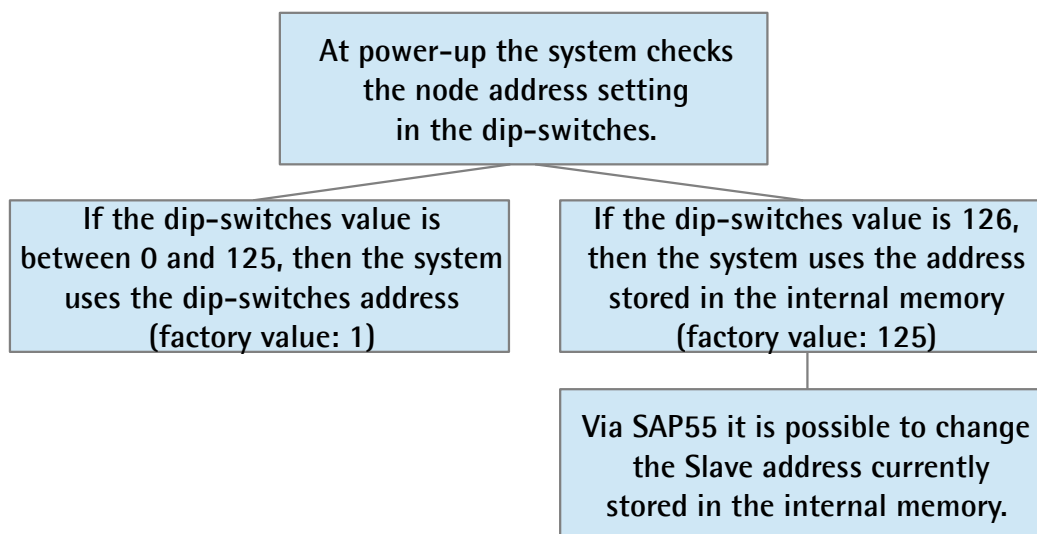 At power-up the system checks
the node address setting
in the dip-switches.
If the dip-switches value is
between 0 and 125, then the system
uses the dip-switches address
(factory value: 1)
If the dip-switches value is 126,
then the system uses the address
stored in the internal memory
(factory value: 125)
Via SAP55 it is possible to change
the Slave address currently
stored in the internal memory.